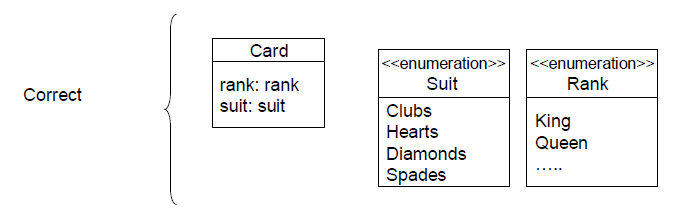 Correct
Card
rank: rank
suit: suit
<<enumeration>>
Suit
Clubs
Hearts
Diamonds
Spades
<<enumeration>>
Rank
King
Queen
.....